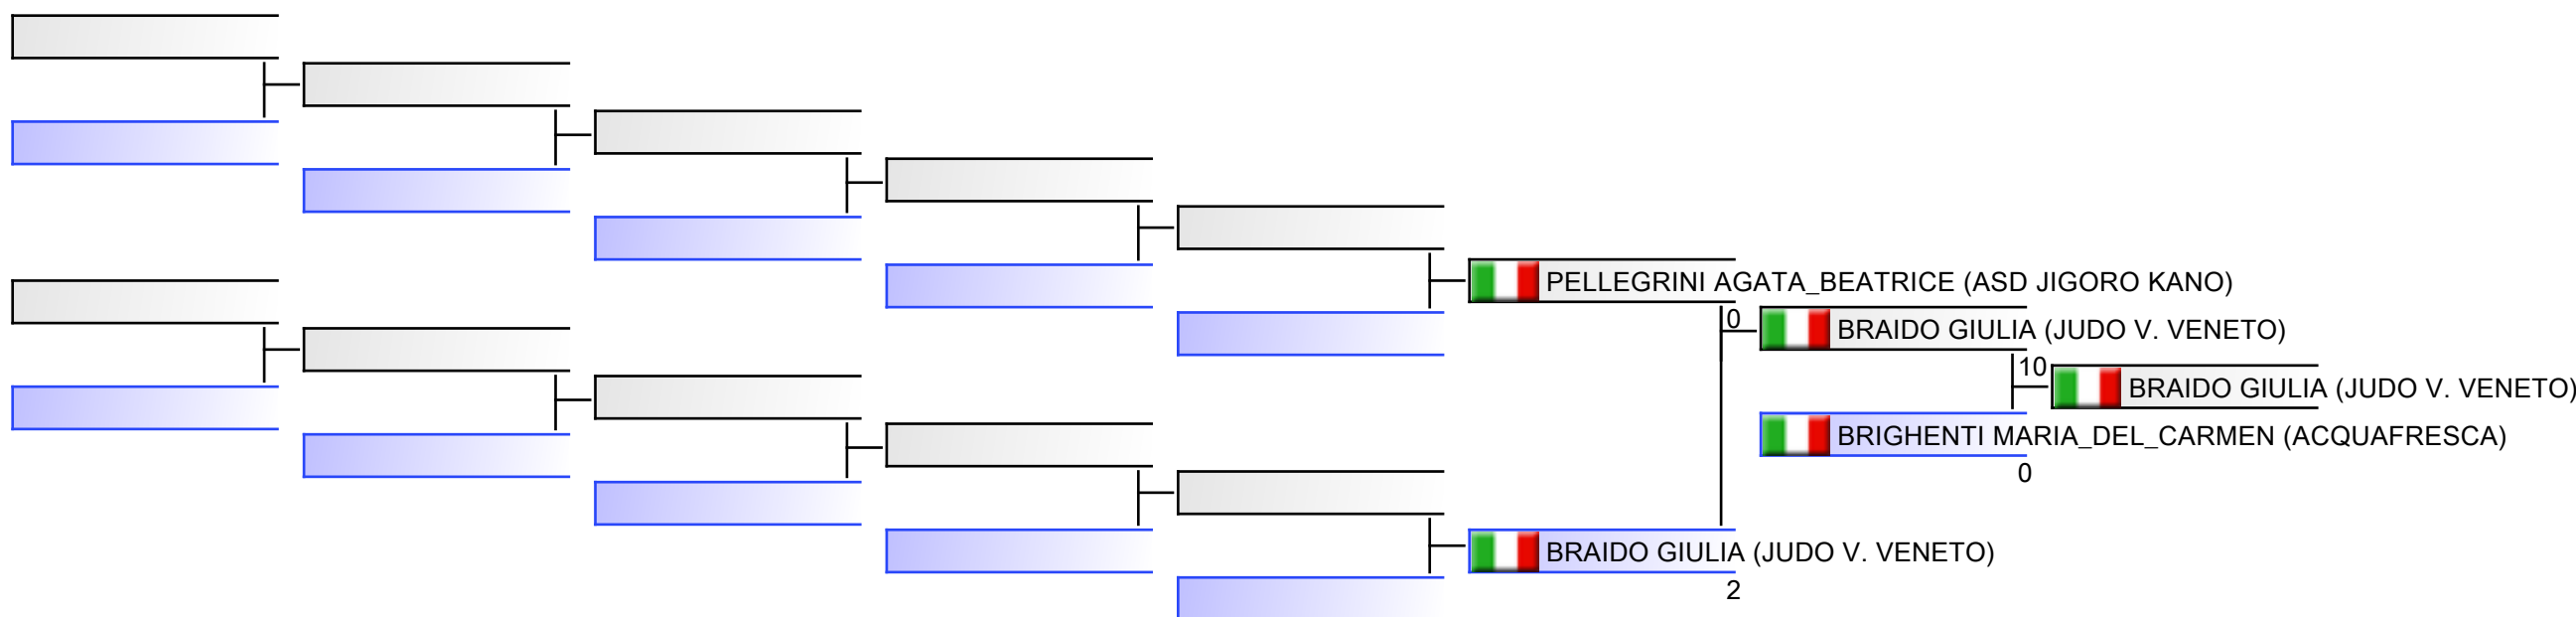 PELLEGRINI AGATA_BEATRICE (ASD JIGORO KANO)
0
BRAIDO GIULIA (JUDO V. VENETO)
10
BRAIDO GIULIA (JUDO V. VENETO)
BRIGHENTI MARIA_DEL_CARMEN (ACQUAFRESCA)
0
BRAIDO GIULIA (JUDO V. VENETO)
2